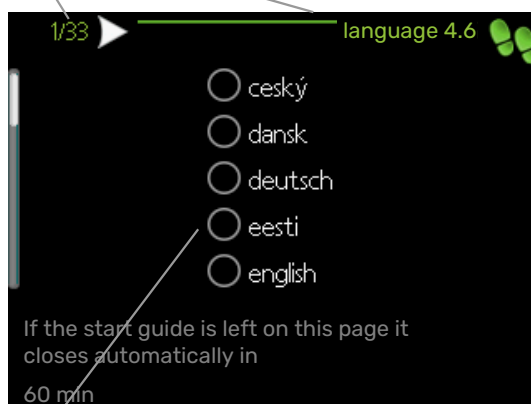 1/33
language 4.6
ceský
dansk
deutsch
eesti
english
If the start guide is left on this page it
closes automatically in
60 min